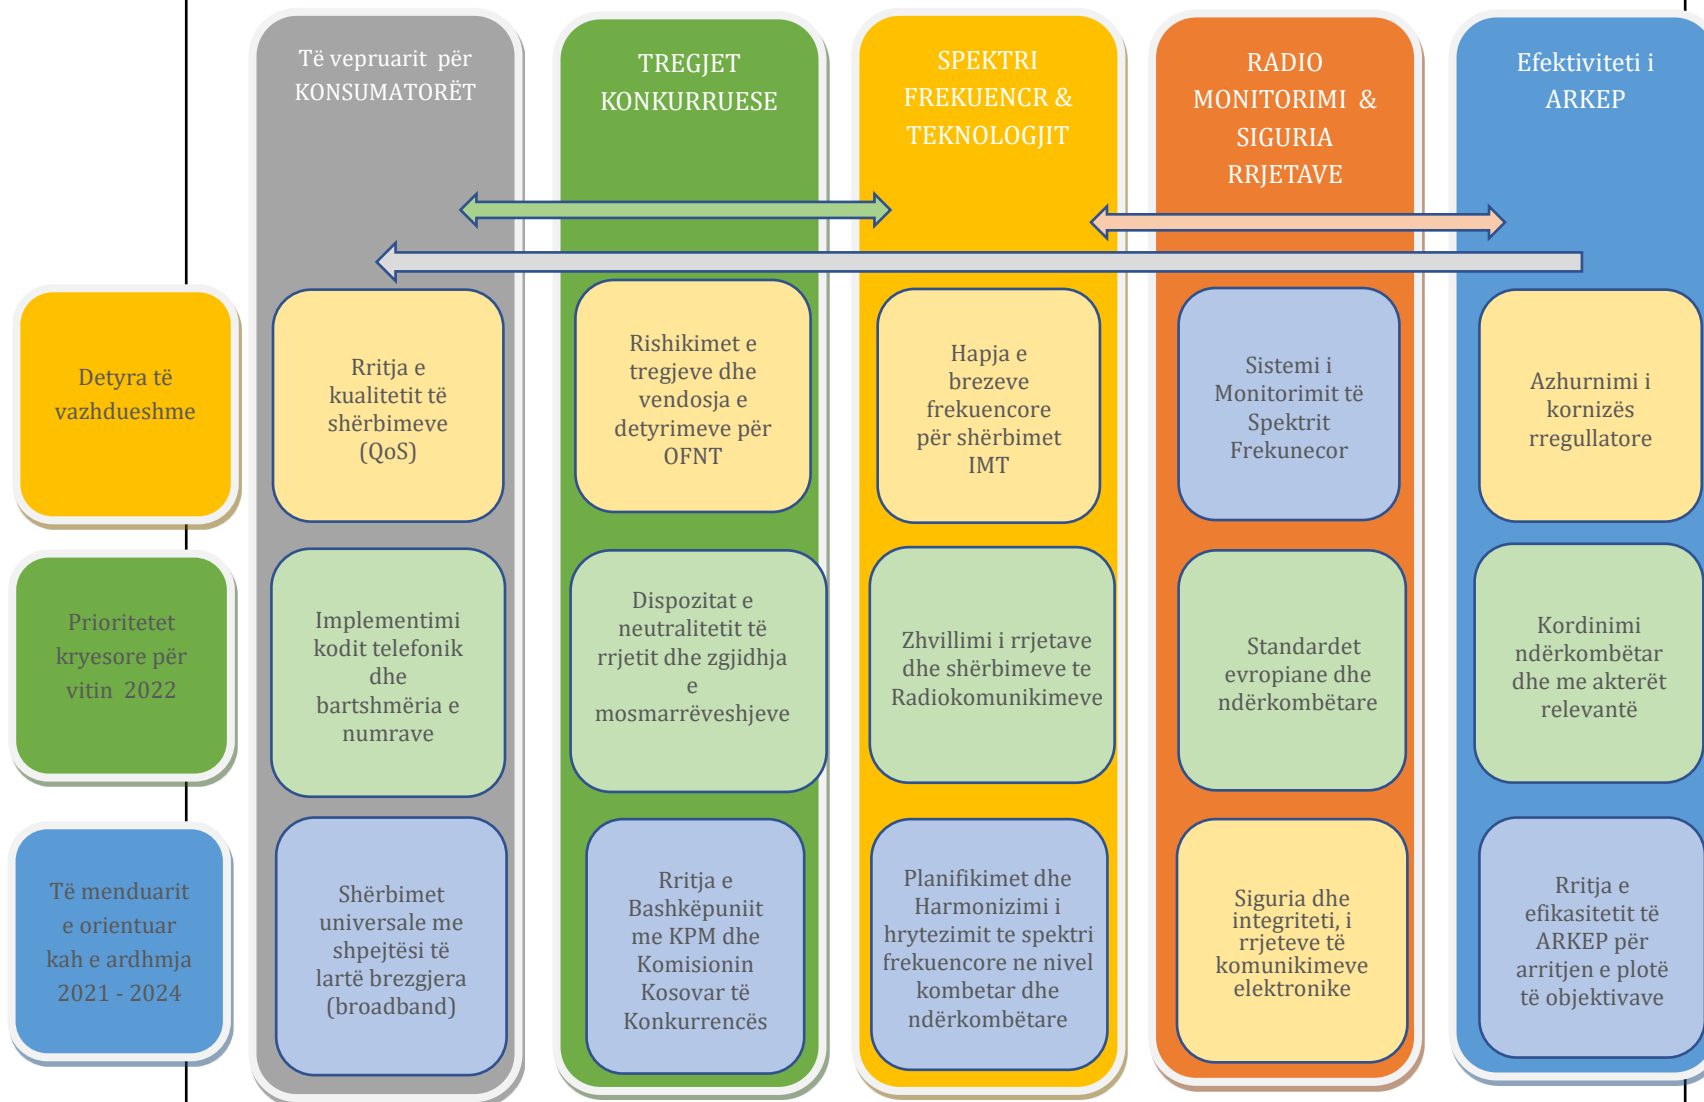 Të vepruarit për
KONSUMATORËT
TREGJET
KONKURRUESE
SPEKTRI
FREKUENCR &
TEKNOLOGJIT
RADIO
MONITORIMI &
SIGURIA
RRJETAVE
Efektiviteti i
ARKEP
Detyra të
vazhdueshme
Rritja e
kualitetit të
shërbimeve
(QoS)
Rishikimet e
tregjeve dhe
vendosja e
detyrimeve për
OFNT
Hapja e
brezeve
frekuencore
për shërbimet
IMT
Sistemi i
Monitorimit të
Spektrit
Frekunecor
Azhurnimi i
kornizës
rregullatore
Prioritetet
kryesore për
vitin 2022
Implementimi
kodit telefonik
dhe
bartshmëria e
numrave
Dispozitat e
neutralitetit të
rrjetit dhe zgjidhja
e
mosmarrëveshjeve
Zhvillimi i rrjetave
dhe shërbimeve te
Radiokomunikimeve
Standardet
evropiane dhe
ndërkombëtare
Kordinimi
ndërkombëtar
dhe me akterët
relevantë
Të menduarit
e orientuar
kah e ardhmja
2021 - 2024
Shërbimet
universale me
shpejtësi të
lartë brezgjera
(broadband)
Rritja e
Bashkëpuniit
me KPM dhe
Komisionin
Kosovar të
Konkurrencës
Planifikimet dhe
Harmonizimi i
hrytezimit te spektri
frekuencore ne nivel
kombetar dhe
ndërkombëtare
Siguria dhe
integriteti, i
rrjeteve të
komunikimeve
elektronike
Rritja e
efikasitetit të
ARKEP për
arritjen e plotë
të objektivave